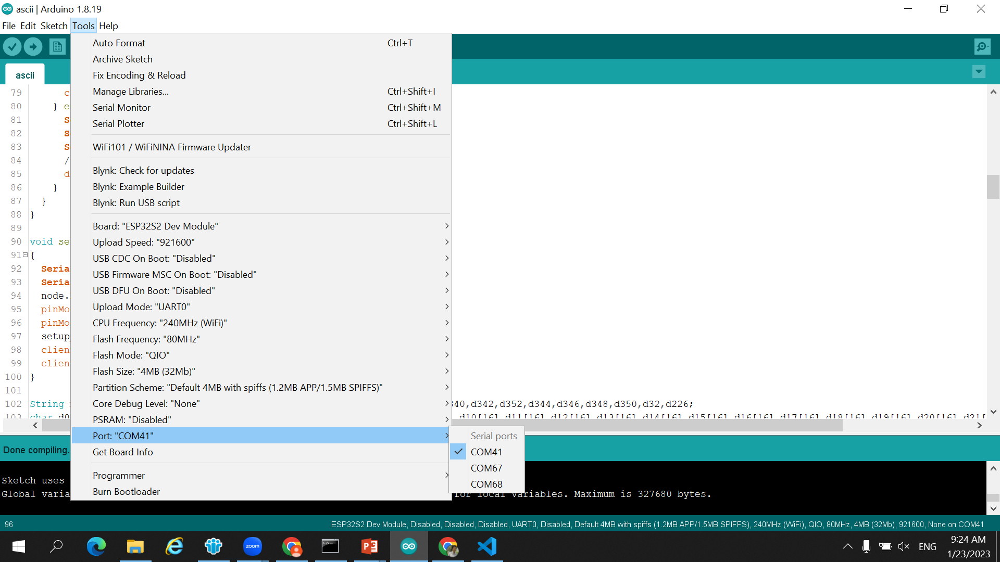 ascii | Arduino 1.8.19
File Edit Sketch Tools Help
Auto Format Ctrl+T
Archive Sketch
Fix Encoding & Reload
Manage Libraries... Ctrl+Shift+I
Serial Monitor Ctrl+Shift+M
Serial Plotter Ctrl+Shift+L
WiFi101 / WiFiNINA Firmware Updater
Blynk: Check for updates
Blynk: Example Builder
Blynk: Run USB script
Board: "ESP32S2 Dev Module"
Upload Speed: "921600"
USB CDC On Boot: "Disabled"
USB Firmware MSC On Boot: "Disabled"
USB DFU On Boot: "Disabled"
Upload Mode: "UART0"
CPU Frequency: "240MHz (WiFi)"
Flash Frequency: "80MHz"
Flash Mode: "QIO"
Flash Size: "4MB (32Mb)"
Partition Scheme: "Default 4MB with spiffs (1.2MB APP/1.5MB SPIFFS)"
Core Debug Level: "None"
PSRAM: "Disabled"
Port: "COM41"
Get Board Info
Programmer
Burn Bootloader
Serial ports
COM41
COM67
COM68
ascii
79 c
80 } e
81 S
82 S
83 S
84 /
85 d
86 }
87 }
88 }
89
90 void se
91 {
92 Seria
93 Seria
94 node.
95 pinMo
96 pinMo
97 setup_
98 clien
99 clien
100 }
101
102 String 340,d342,d352,d344,d346,d348,d350,d32,d226;
103 char d0 d10[16],d11[16],d12[16],d13[16],d14[16],d15[16],d16[16],d17[16],d18[16],d19[16],d20[16],d21[
Done compiling.
Sketch uses
Global varia for local variables. Maximum is 327680 bytes.
96 ESP32S2 Dev Module, Disabled, Disabled, Disabled, UART0, Disabled, Default 4MB with spiffs (1.2MB APP/1.5MB SPIFFS), 240MHz (WiFi), QIO, 80MHz, 4MB (32Mb), 921600, None on COM41
zoom
ENG
9:24 AM
1/23/2023